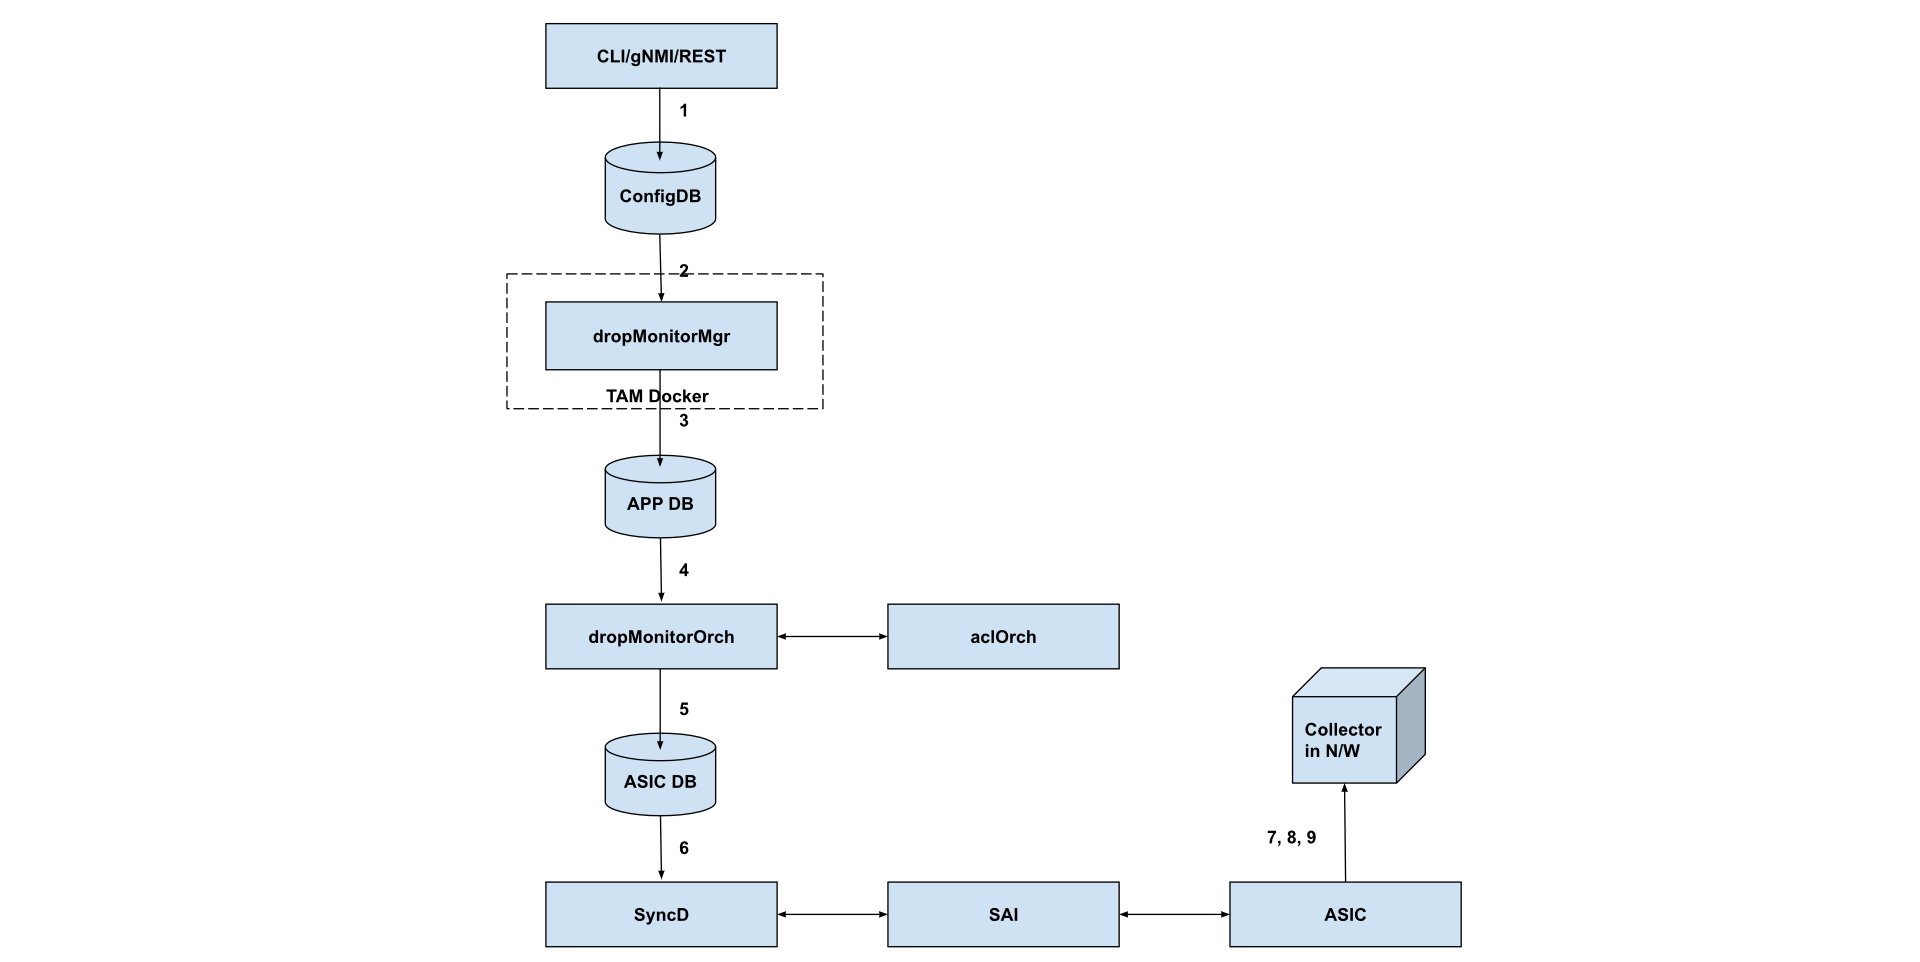 CLI/gNMI/REST
1
ConfigDB
2
dropMonitorMgr
TAM Docker
3
APP DB
4
dropMonitorOrch
aclOrch
5
Collector
in N/W
ASIC DB
7, 8, 9
6
SyncD
SAI
ASIC